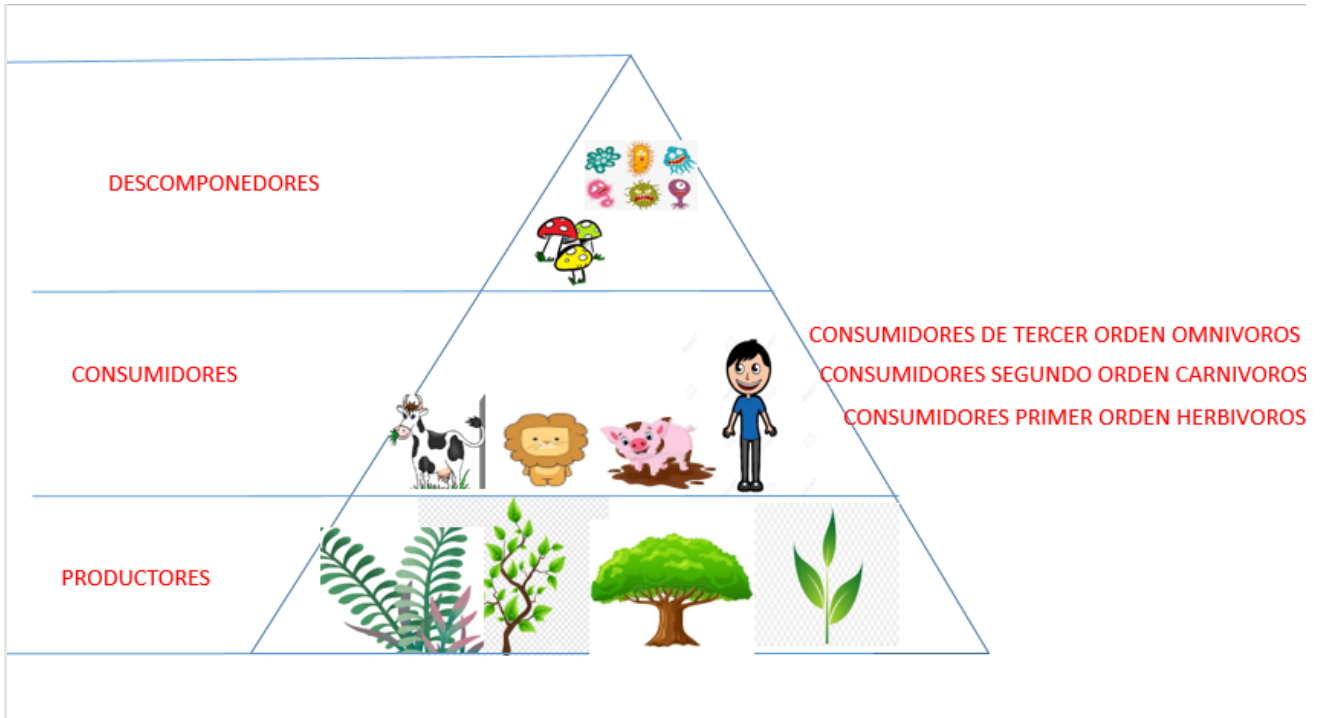 DESCOMPONEDORES
CONSUMIDORES DE TERCER ORDEN OMNIVOROS
CONSUMIDORES
CONSUMIDORES SEGUNDO ORDEN CARNIVOROS
CONSUMIDORES PRIMER ORDEN HERBIVOROS
PRODUCTORES